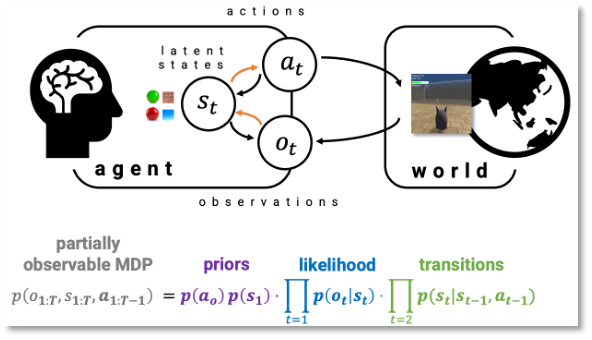 actions
latent
states
a_t
s_t
o_t
agent
world
observations
partially
observable MDP
priors
likelihood
transitions
p(o_{1:T}, s_{1:T}, a_{1:T-1}) = p(a_o) p(s_1) · ∏_{t=1} p(o_t|s_t) · ∏_{t=2} p(s_t|s_{t-1}, a_{t-1})